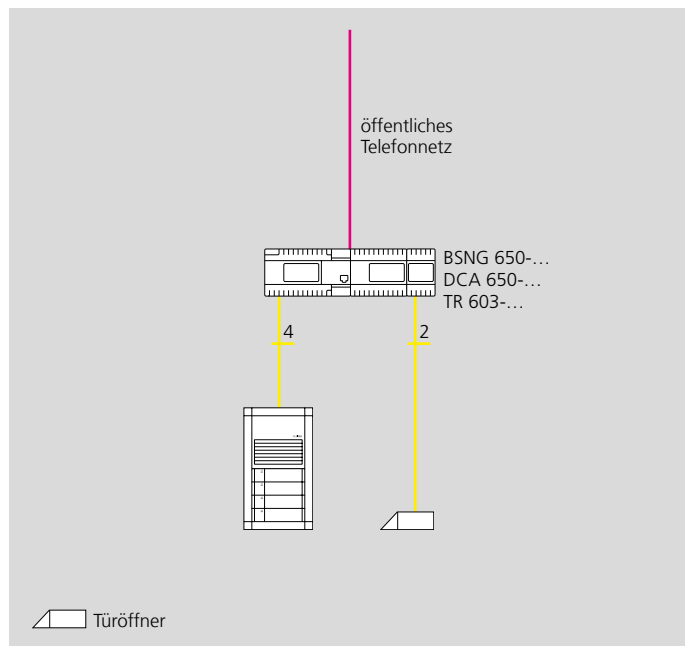 öffentliches
Telefonnetz
BSNG 650-…
DCA 650-…
TR 603-…
4
2
Türöffner